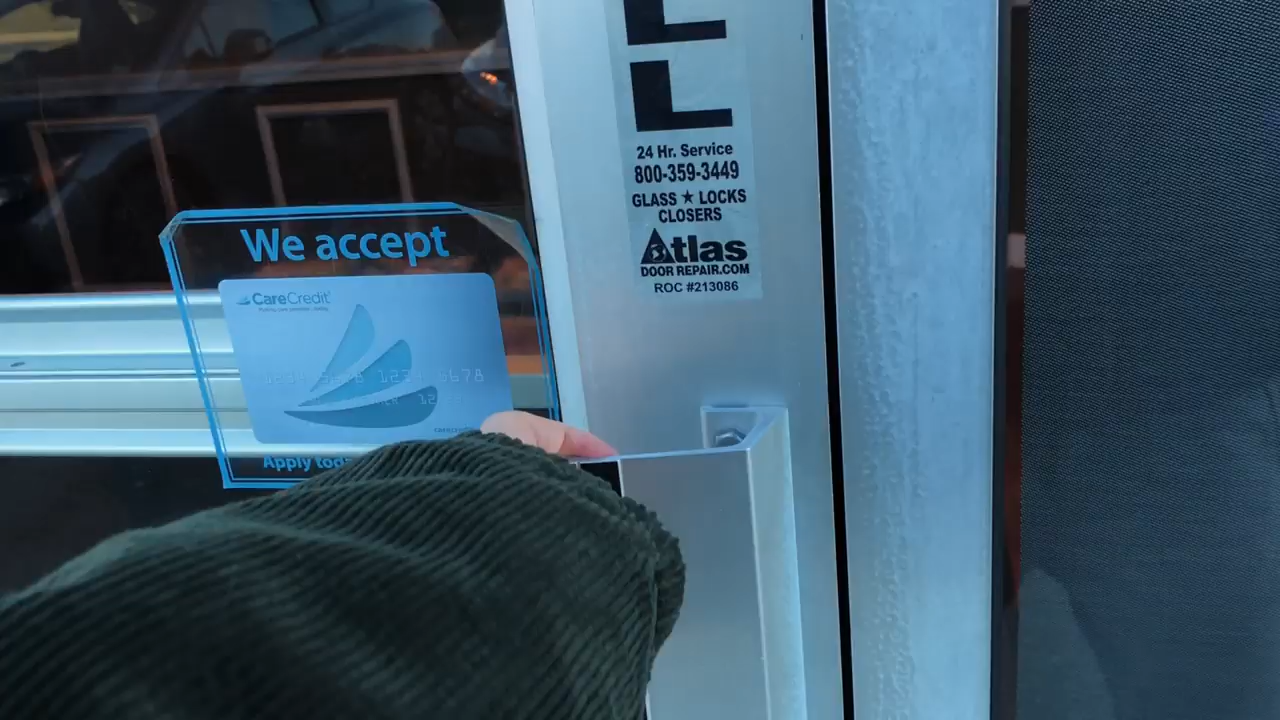 We accept
CareCredit
Apply
L
L
24 Hr. Service
800-359-3449
GLASS ★ LOCKS
CLOSERS
Atlas
DOOR REPAIR.COM
ROC #213086